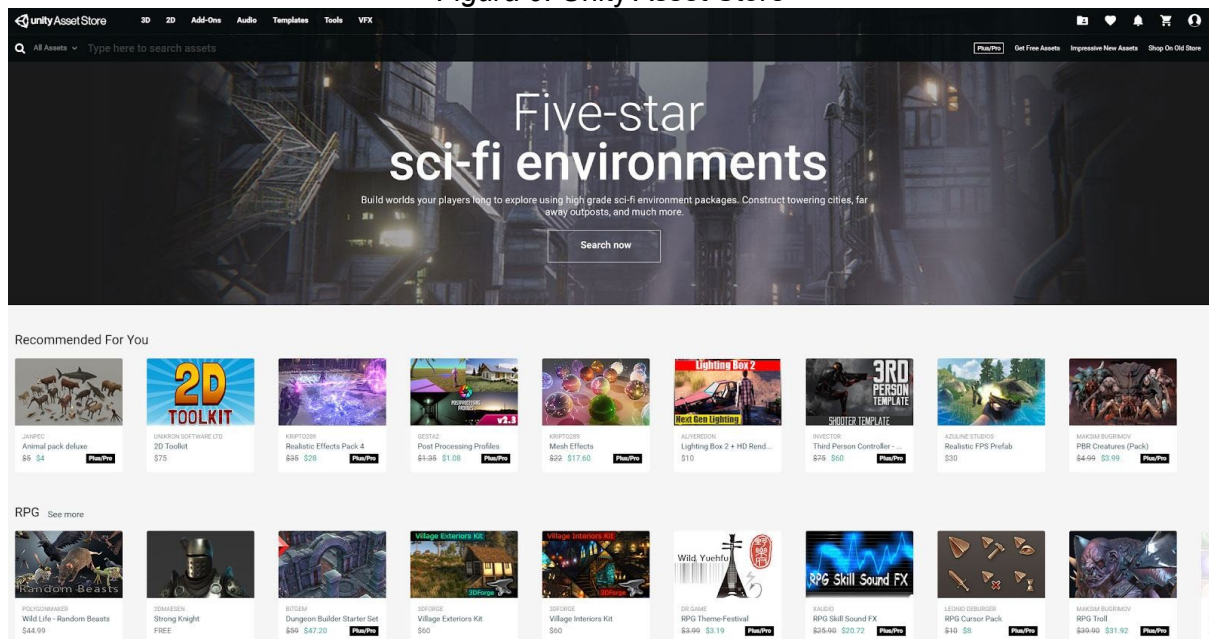 Figura 6: Unity Asset Store
unity Asset Store 3D 2D Add-Ons Audio Templates Tools VFX
All Assets Type here to search assets Plus/Pro Get Free Assets Impressive New Assets Shop On Old Store
Five-star
sci-fi environments
Build worlds your players long to explore using high grade sci-fi environment packages. Construct towering cities, far
away outposts, and much more.
Search now
Recommended For You
2D TOOLKIT
POSTPROCESSING PROFILES v2.3
Lighting Box 2
Next Gen Lighting
3RD PERSON TEMPLATE
SHOOTER TEMPLATE
JANPEC
Animal pack deluxe
$5 $4 Plus/Pro
UNIKRON SOFTWARE LTD
2D Toolkit
$75
KRIPTO289
Realistic Effects Pack 4
$35 $28 Plus/Pro
GESTA2
Post Processing Profiles
$1.35 $1.08 Plus/Pro
KRIPTO289
Mesh Effects
$22 $17.60 Plus/Pro
ALIYEREDON
Lighting Box 2 + HD Rend...
$10
INVECTOR
Third Person Controller - ...
$75 $60 Plus/Pro
AZULINE STUDIOS
Realistic FPS Prefab
$30
MAKSIM BUGRIMOV
PBR Creatures (Pack)
$4.99 $3.99 Plus/Pro
RPG See more
Random Beasts
Village Exteriors Kit
3DForge
Village Interiors Kit
3DForge
Wild Yuehfu
RPG Skill Sound FX
POLYGONMAKER
Wild Life - Random Beasts
$44.99
3DMAESEN
Strong Knight
FREE
BITGEM
Dungeon Builder Starter Set
$59 $47.20 Plus/Pro
3DFORGE
Village Exteriors Kit
$60
3DFORGE
Village Interiors Kit
$60
DR GAME
RPG Theme-Festival
$3.99 $3.19 Plus/Pro
XAUDIO
RPG Skill Sound FX
$25.90 $20.72 Plus/Pro
LEONID DEBURGER
RPG Cursor Pack
$10 $8 Plus/Pro
MAKSIM BUGRIMOV
RPG Troll
$39.90 $31.92 Plus/Pro